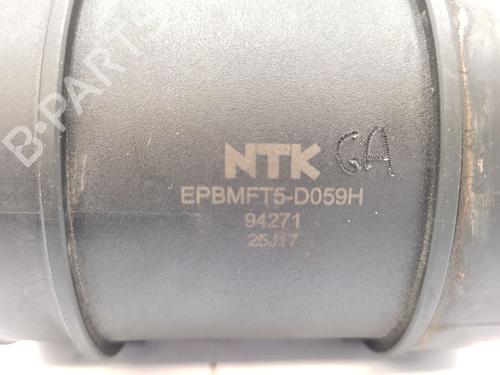 B-PARTS
NTK GA
EPBMFT5-D059H
94271
25J17